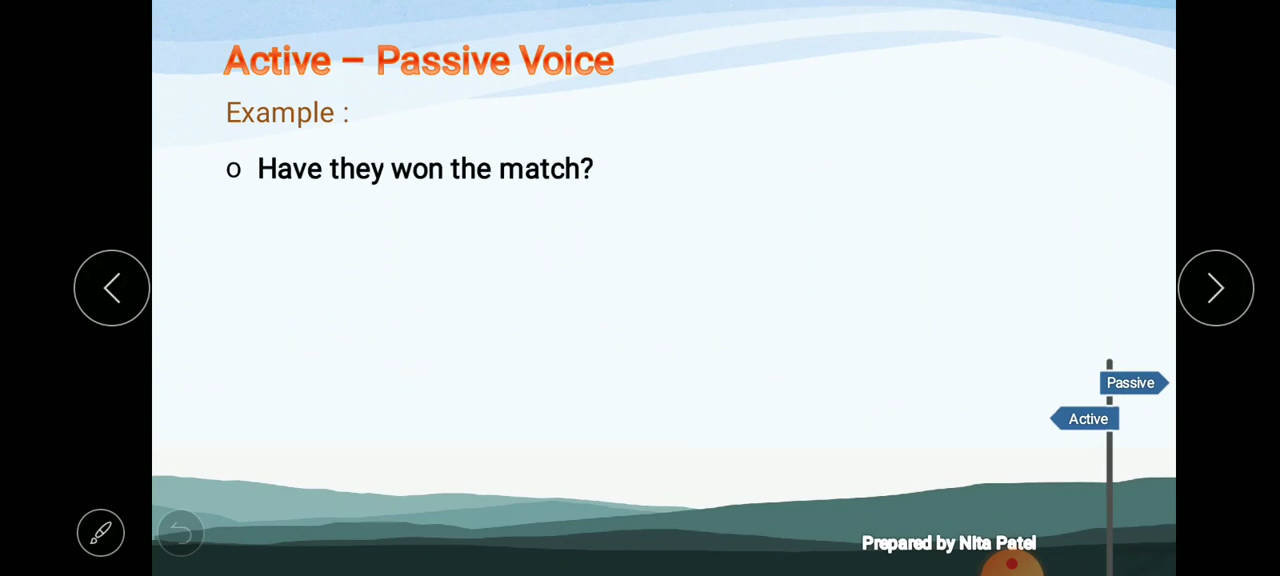 Active – Passive Voice
Example :
o Have they won the match?
Passive
Active
Prepared by Nita Patel